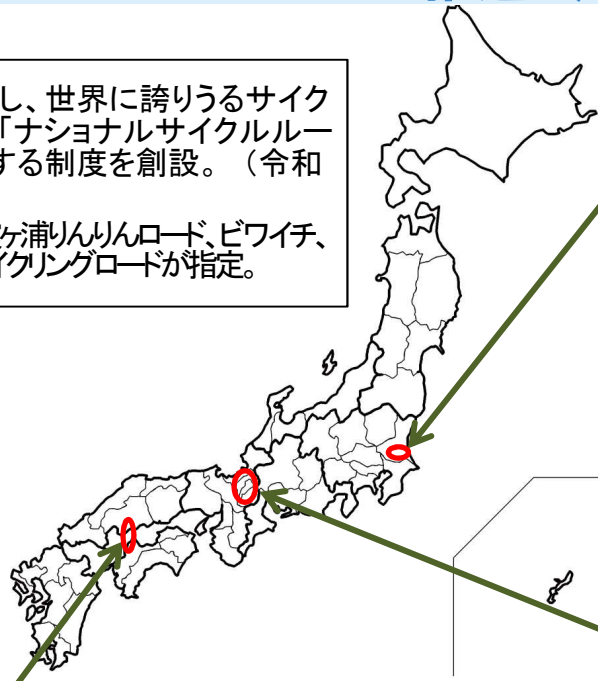 し、世界に誇りうるサイク
「ナショナルサイクルルー
する制度を創設。（令和
ヶ浦りんりんロード、ビワイチ、
イクリングロードが指定。